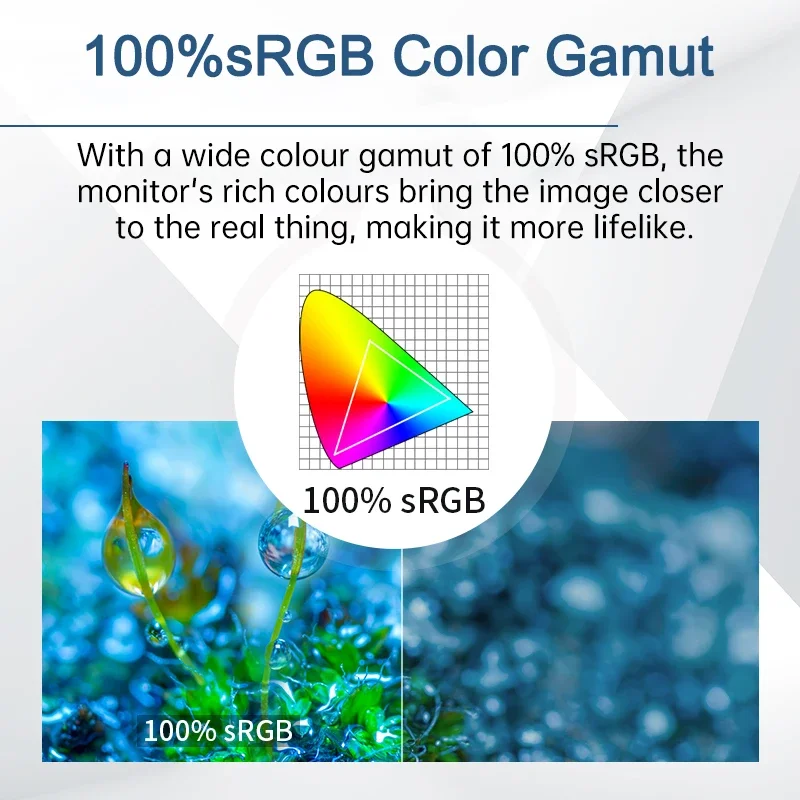 100%sRGB Color Gamut
With a wide colour gamut of 100% sRGB, the
monitor's rich colours bring the image closer
to the real thing, making it more lifelike.
100% sRGB
100% sRGB